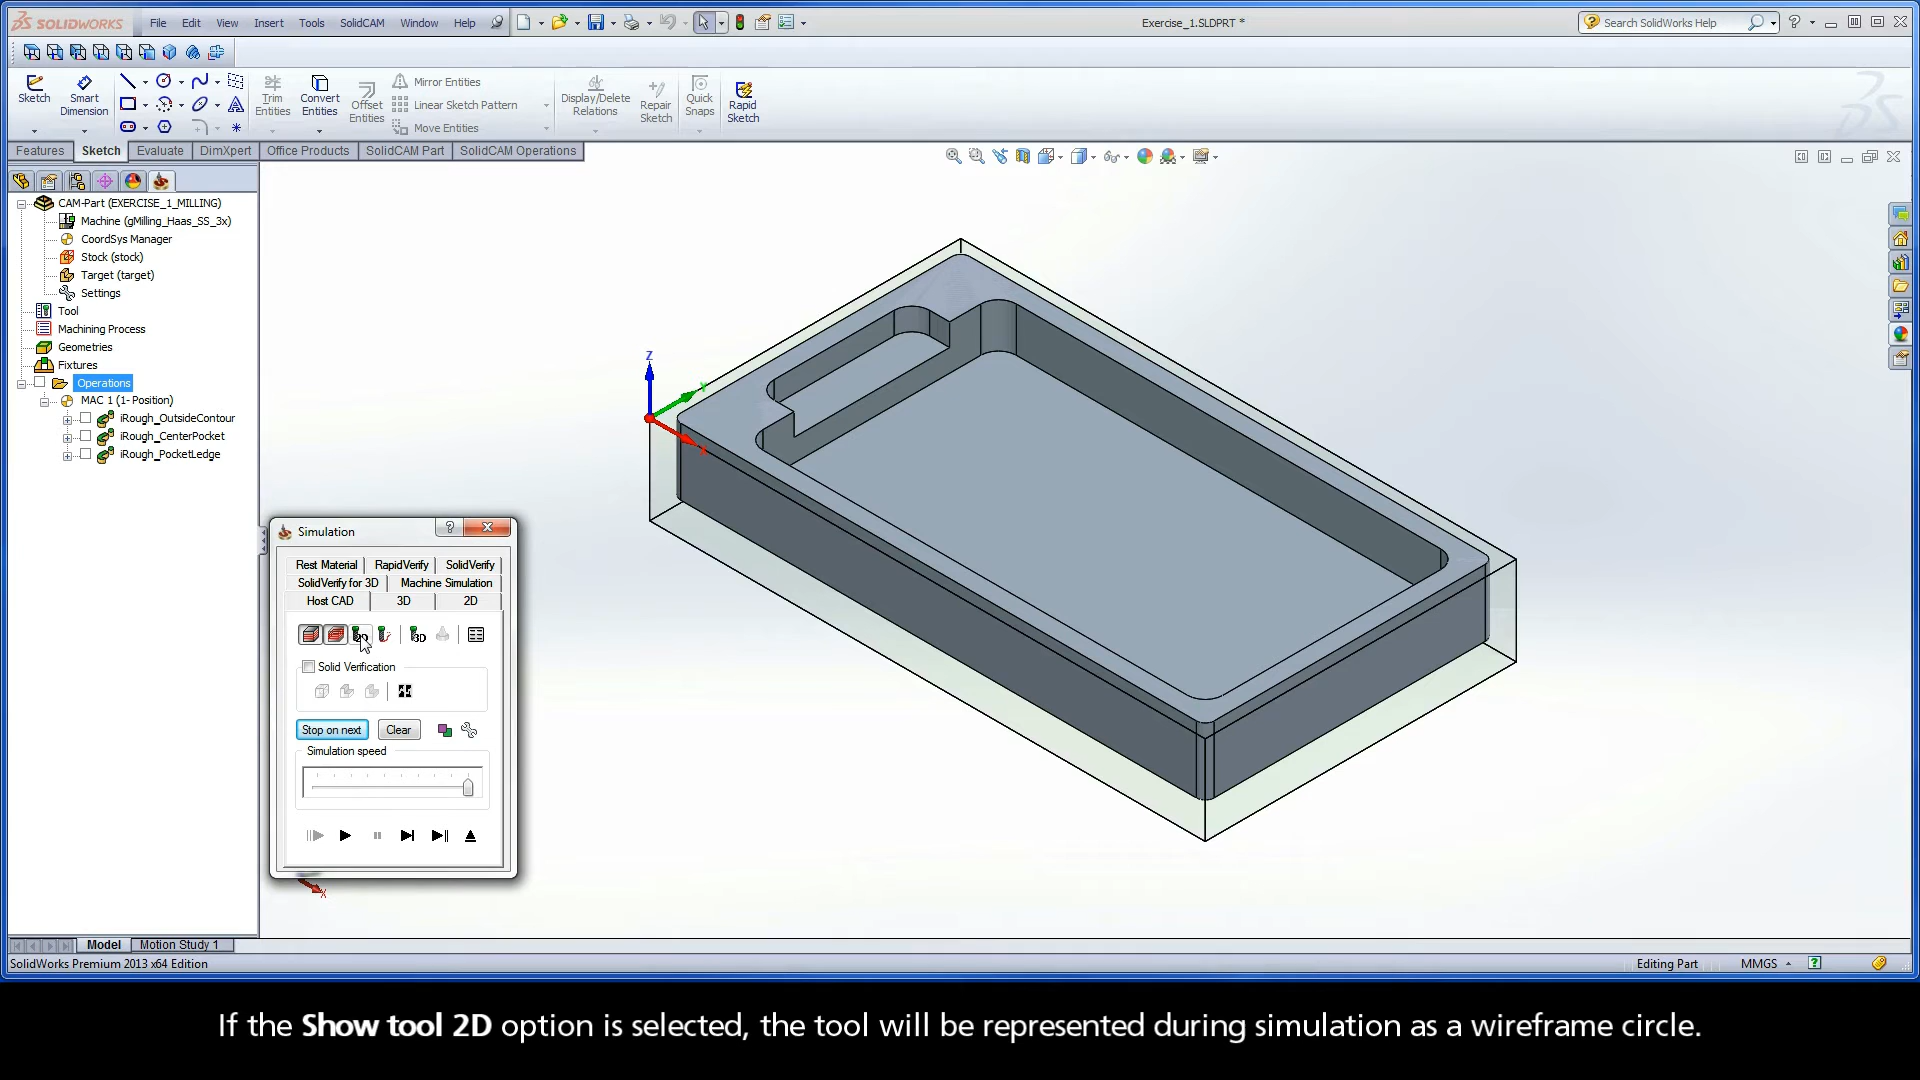 SOLIDWORKS
File Edit View Insert Tools SolidCAM Window Help
Exercise_1.SLDPRT *
Search SolidWorks Help
Sketch
Smart Dimension
Trim Entities
Convert Entities
Offset Entities
Mirror Entities
Linear Sketch Pattern
Move Entities
Display/Delete Relations
Repair Sketch
Quick Snaps
Rapid Sketch
Features Sketch Evaluate DimXpert Office Products SolidCAM Part SolidCAM Operations
CAM-Part (EXERCISE_1_MILLING)
Machine (gMilling_Haas_SS_3x)
CoordSys Manager
Stock (stock)
Target (target)
Settings
Tool
Machining Process
Geometries
Fixtures
Operations
MAC 1 (1- Position)
iRough_OutsideContour
iRough_CenterPocket
iRough_PocketLedge
Z
Y
X
Simulation
Rest Material RapidVerify SolidVerify
SolidVerify for 3D Machine Simulation
Host CAD 3D 2D
2D 3D
Solid Verification
Stop on next Clear
Simulation speed
X
Model Motion Study 1
SolidWorks Premium 2013 x64 Edition
Editing Part MMGS
If the Show tool 2D option is selected, the tool will be represented during simulation as a wireframe circle.